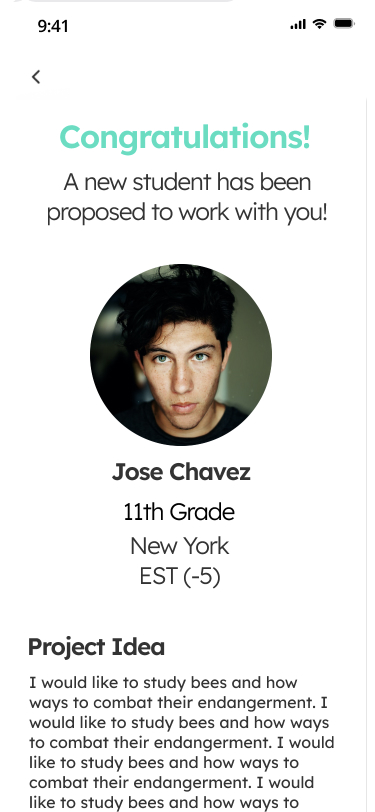 9:41
Congratulations!
A new student has been
proposed to work with you!
Jose Chavez
11th Grade
New York
EST (-5)
Project Idea
I would like to study bees and how
ways to combat their endangerment. I
would like to study bees and how ways
to combat their endangerment. I would
like to study bees and how ways to
combat their endangerment. I would
like to study bees and how ways to